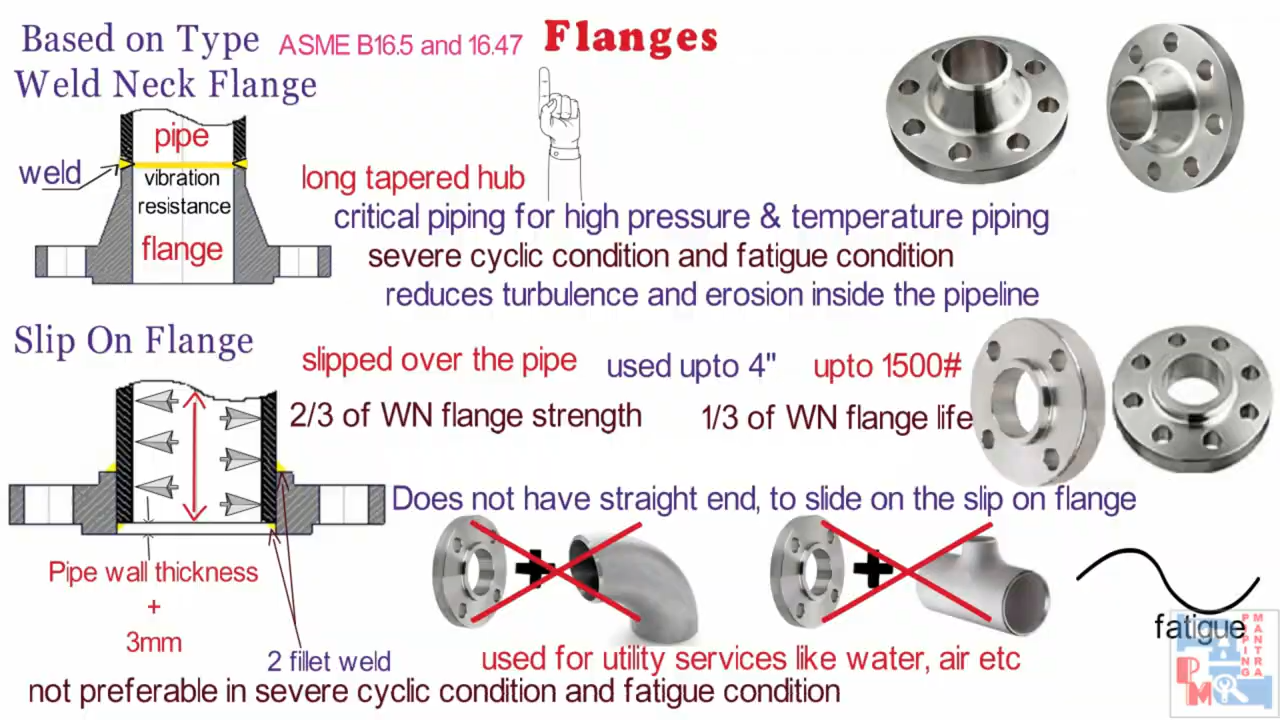 Based on Type
ASME B16.5 and 16.47
Flanges
Weld Neck Flange
pipe
weld
vibration
resistance
flange
long tapered hub
critical piping for high pressure & temperature piping
severe cyclic condition and fatigue condition
reduces turbulence and erosion inside the pipeline
Slip On Flange
slipped over the pipe
used upto 4"
upto 1500#
2/3 of WN flange strength
1/3 of WN flange life
Does not have straight end, to slide on the slip on flange
Pipe wall thickness
+
3mm
2 fillet weld
fatigue
used for utility services like water, air etc
not preferable in severe cyclic condition and fatigue condition
PIPING
MANTRA
PM